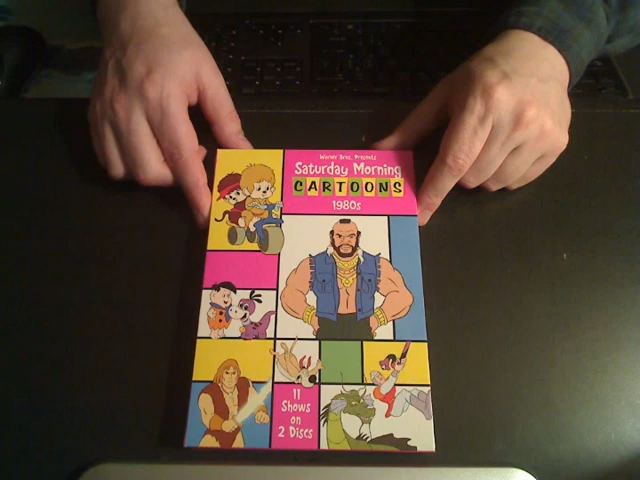 Warner Bros. Presents
Saturday Morning
CARTOONS
1980s
11
Shows
on
2 Discs